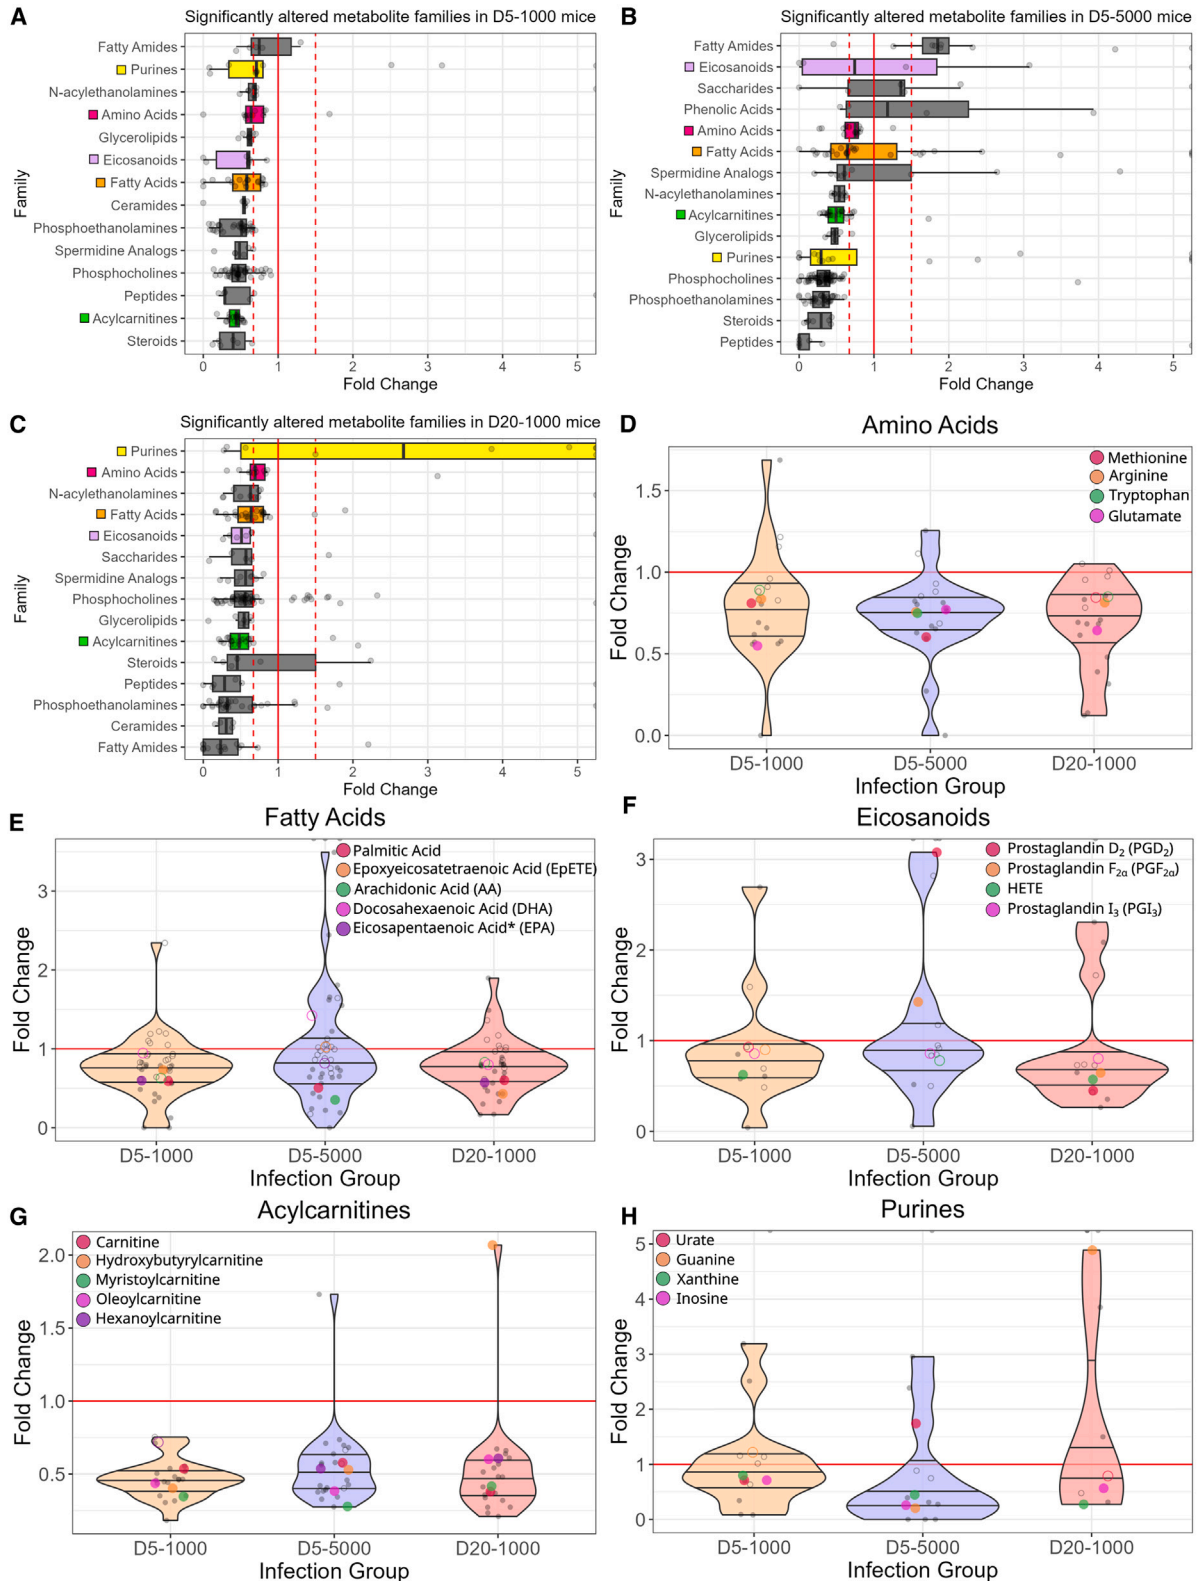 A
Significantly altered metabolite families in D5-1000 mice
Family
Fatty Amides
Purines
N-acylethanolamines
Amino Acids
Glycerolipids
Eicosanoids
Fatty Acids
Ceramides
Phosphoethanolamines
Spermidine Analogs
Phosphocholines
Peptides
Acylcarnitines
Steroids
0 1 2 3 4 5
Fold Change
B
Significantly altered metabolite families in D5-5000 mice
Family
Fatty Amides
Eicosanoids
Saccharides
Phenolic Acids
Amino Acids
Fatty Acids
Spermidine Analogs
N-acylethanolamines
Acylcarnitines
Glycerolipids
Purines
Phosphocholines
Phosphoethanolamines
Steroids
Peptides
0 1 2 3 4 5
Fold Change
C
Significantly altered metabolite families in D20-1000 mice
Family
Purines
Amino Acids
N-acylethanolamines
Fatty Acids
Eicosanoids
Saccharides
Spermidine Analogs
Phosphocholines
Glycerolipids
Acylcarnitines
Steroids
Peptides
Phosphoethanolamines
Ceramides
Fatty Amides
0 1 2 3 4 5
Fold Change
D
Amino Acids
Methionine
Arginine
Tryptophan
Glutamate
Fold Change
1.5
1.0
0.5
0.0
D5-1000 D5-5000 D20-1000
Infection Group
E
Fatty Acids
Palmitic Acid
Epoxyeicosatetraenoic Acid (EpETE)
Arachidonic Acid (AA)
Docosahexaenoic Acid (DHA)
Eicosapentaenoic Acid* (EPA)
Fold Change
3
2
1
0
D5-1000 D5-5000 D20-1000
Infection Group
F
Eicosanoids
Prostaglandin D₂ (PGD₂)
Prostaglandin F₂α (PGF₂α)
HETE
Prostaglandin I₃ (PGI₃)
Fold Change
3
2
1
0
D5-1000 D5-5000 D20-1000
Infection Group
G
Acylcarnitines
Carnitine
Hydroxybutyrylcarnitine
Myristoylcarnitine
Oleoylcarnitine
Hexanoylcarnitine
Fold Change
2.0
1.5
1.0
0.5
D5-1000 D5-5000 D20-1000
Infection Group
H
Purines
Urate
Guanine
Xanthine
Inosine
Fold Change
5
4
3
2
1
0
D5-1000 D5-5000 D20-1000
Infection Group